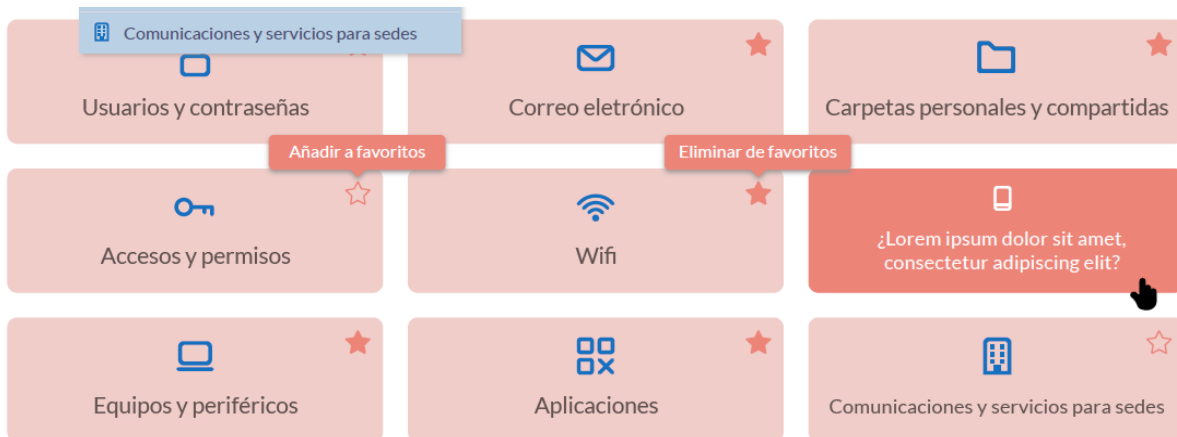 Comunicaciones y servicios para sedes
Usuarios y contraseñas
Correo eletrónico
Carpetas personales y compartidas
Añadir a favoritos
Eliminar de favoritos
Accesos y permisos
Wifi
¿Lorem ipsum dolor sit amet,
consectetur adipiscing elit?
Equipos y periféricos
Aplicaciones
Comunicaciones y servicios para sedes